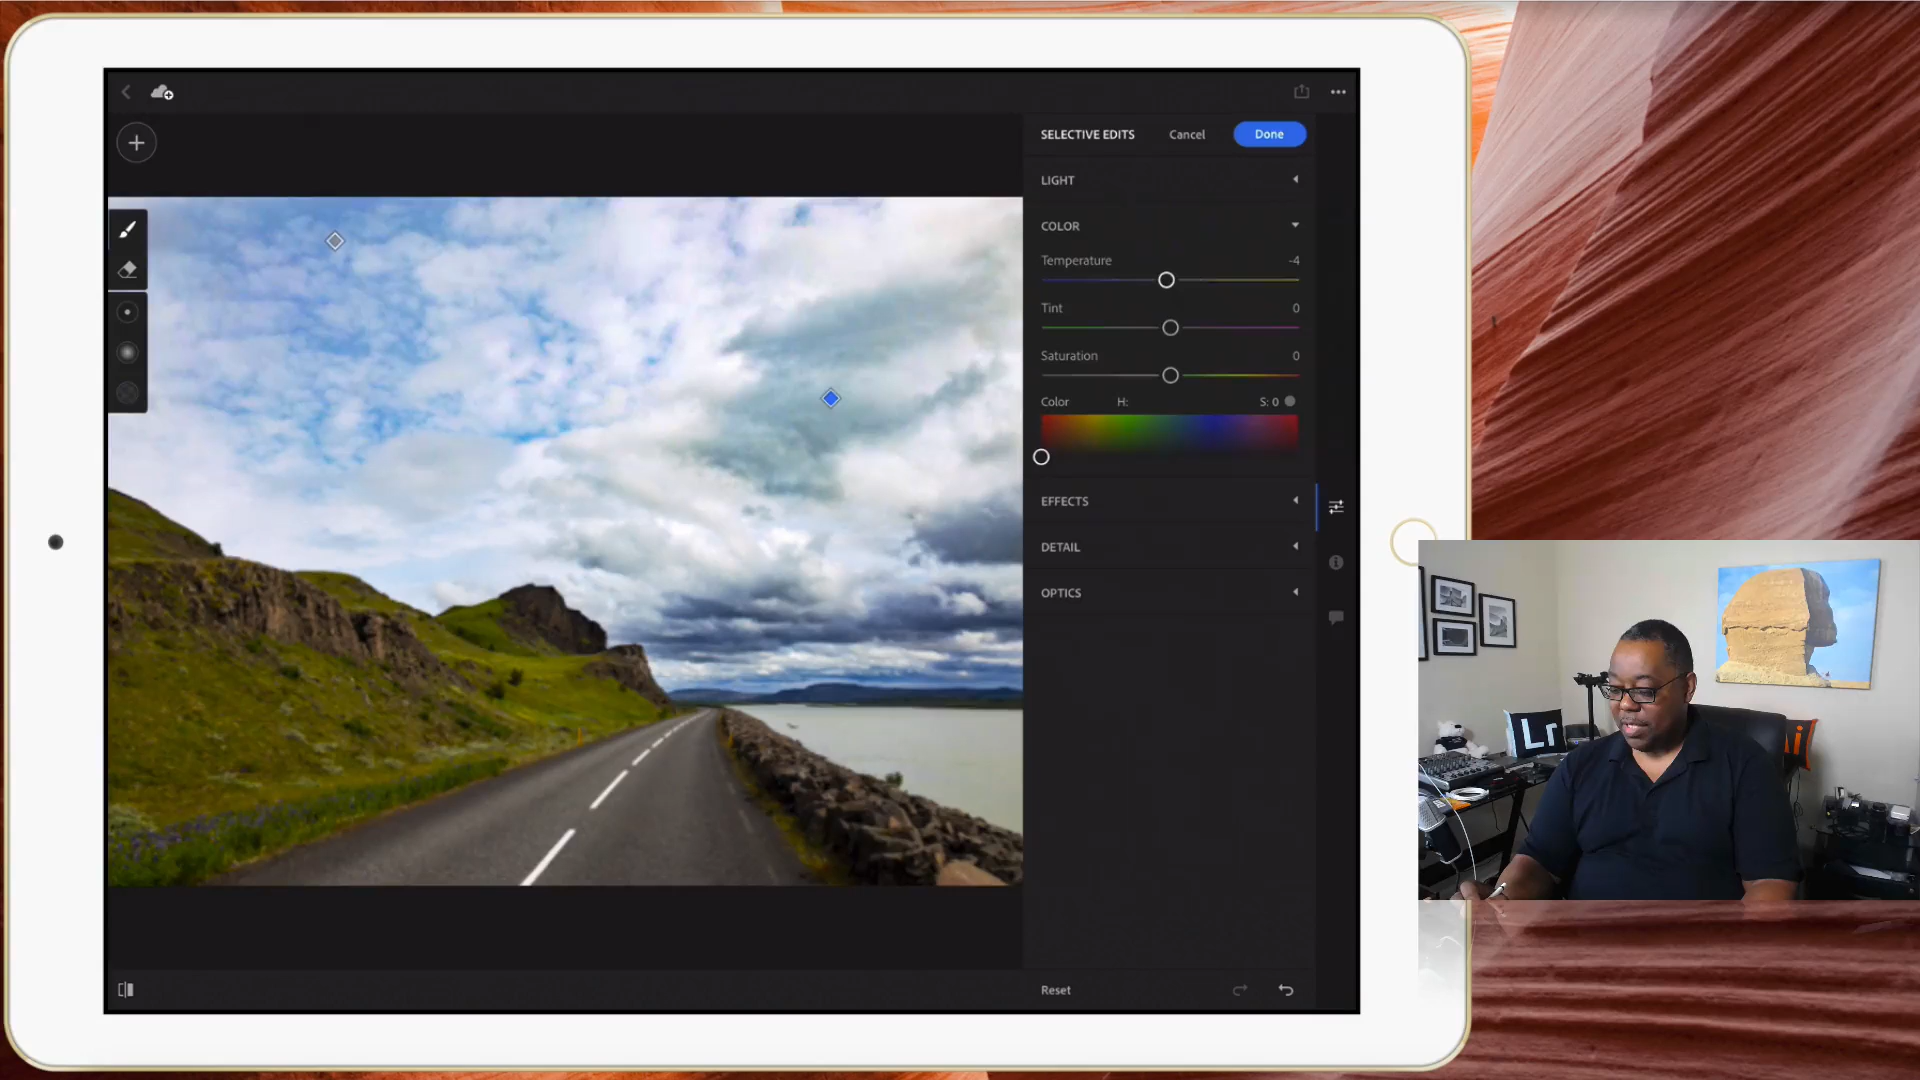 SELECTIVE EDITS Cancel Done
LIGHT
COLOR
Temperature -4
Tint 0
Saturation 0
Color H: S: 0
EFFECTS
DETAIL
OPTICS
Reset
Lr
Ai